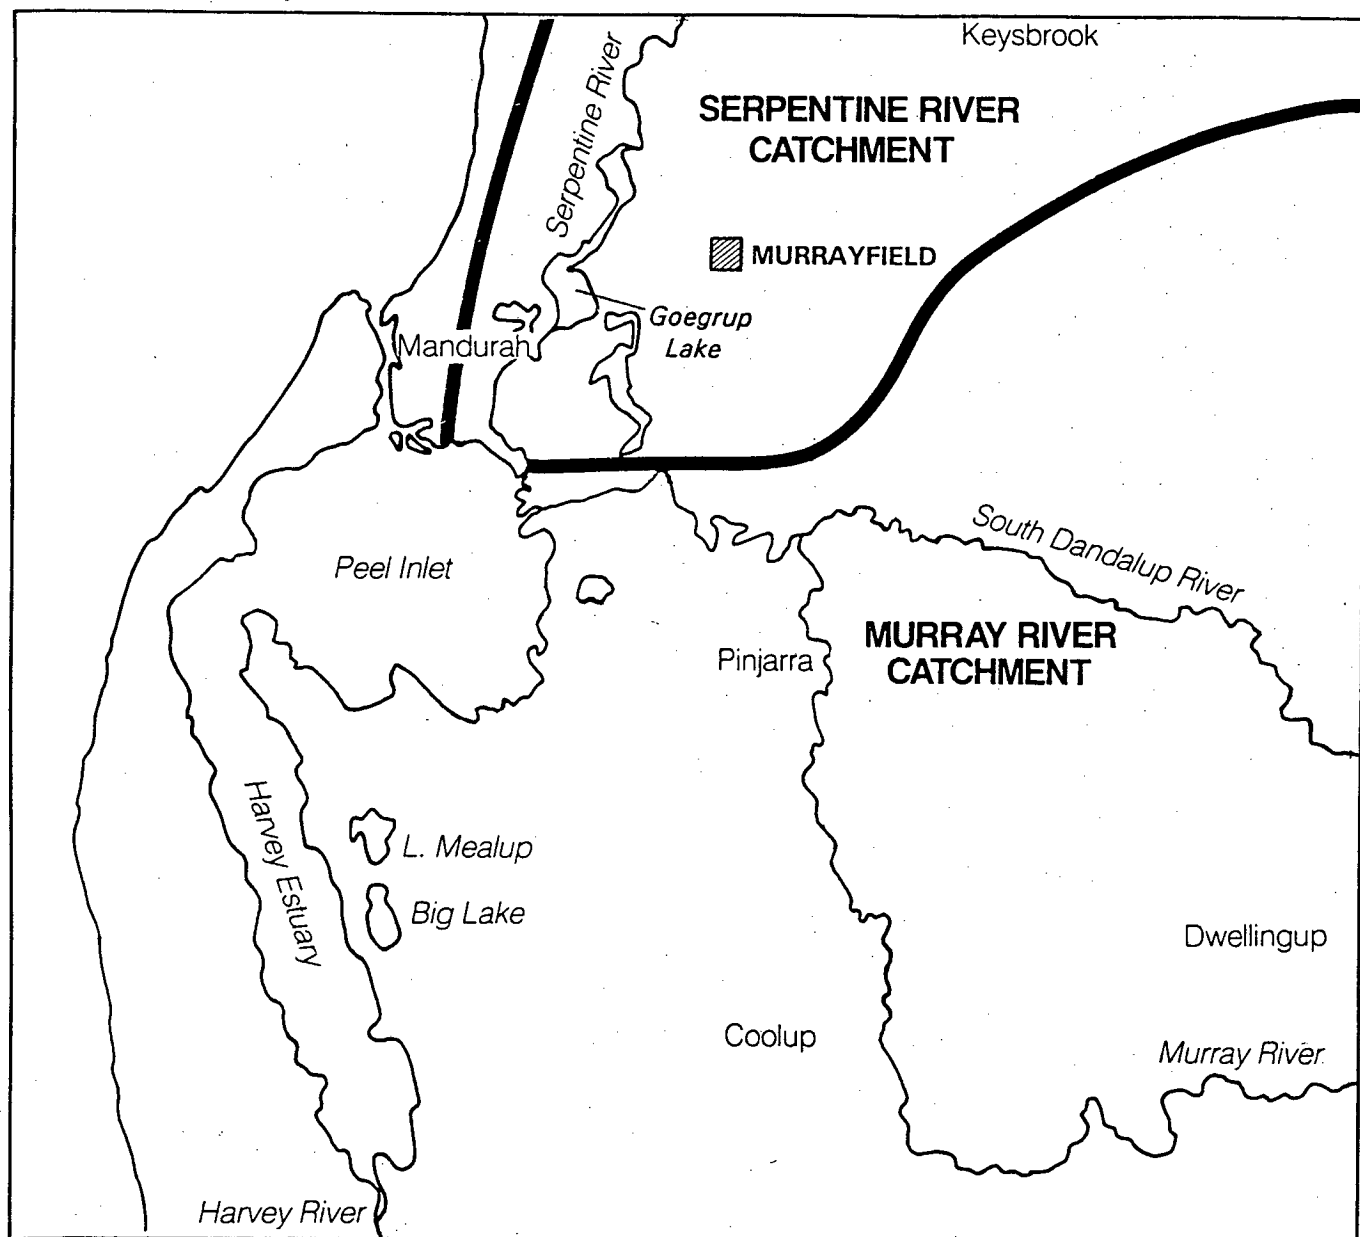 Keysbrook
Serpentine River
SERPENTINE RIVER
CATCHMENT
MURRAYFIELD
Goegrup
Lake
Mandurah
South Dandalup River
Peel Inlet
MURRAY RIVER
CATCHMENT
Pinjarra
Harvey Estuary
L. Mealup
Big Lake
Dwellingup
Coolup
Murray River
Harvey River